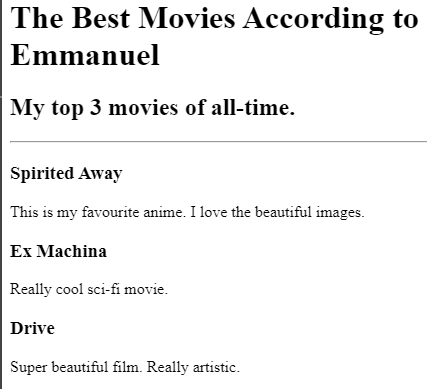 The Best Movies According to
Emmanuel
My top 3 movies of all-time.
Spirited Away
This is my favourite anime. I love the beautiful images.
Ex Machina
Really cool sci-fi movie.
Drive
Super beautiful film. Really artistic.